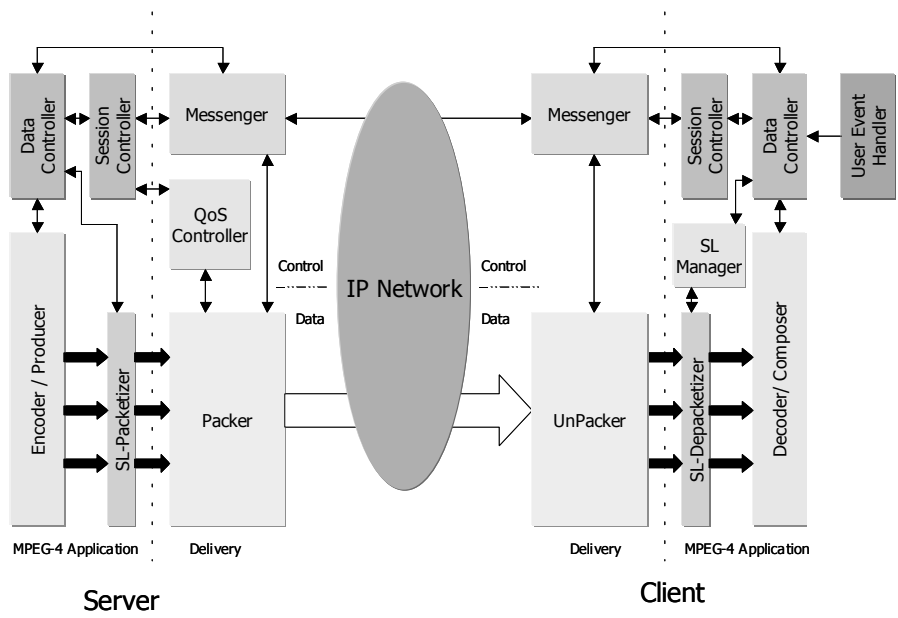 Data
Controller
Session
Controller
Messenger
QoS
Controller
Encoder / Producer
SL-Packetizer
Packer
Control
Data
IP Network
Control
Data
Messenger
Session
Controller
Data
Controller
User Event
Handler
SL
Manager
UnPacker
SL-Depacketizer
Decoder/ Composer
MPEG-4 Application
Delivery
Delivery
MPEG-4 Application
Server
Client